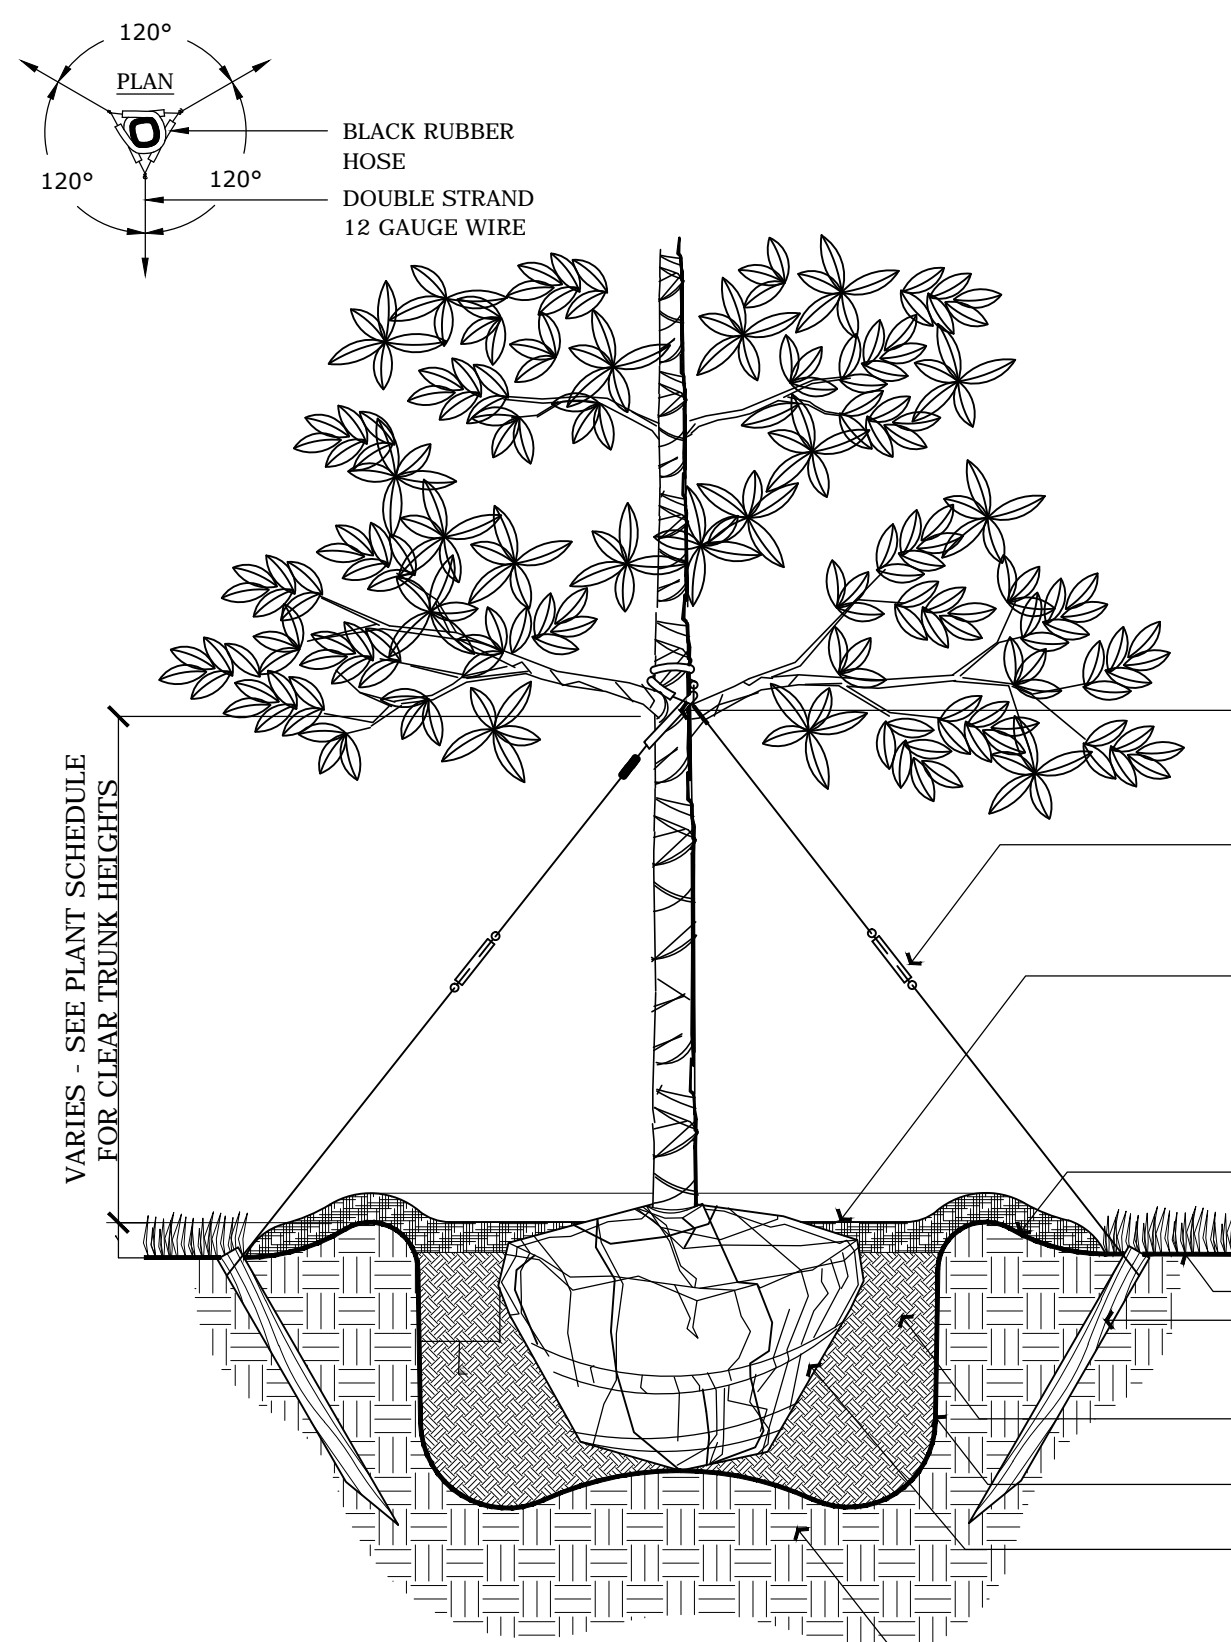 120°
PLAN
BLACK RUBBER
HOSE
120°
120°
DOUBLE STRAND
12 GAUGE WIRE
VARIES - SEE PLANT SCHEDULE
FOR CLEAR TRUNK HEIGHTS